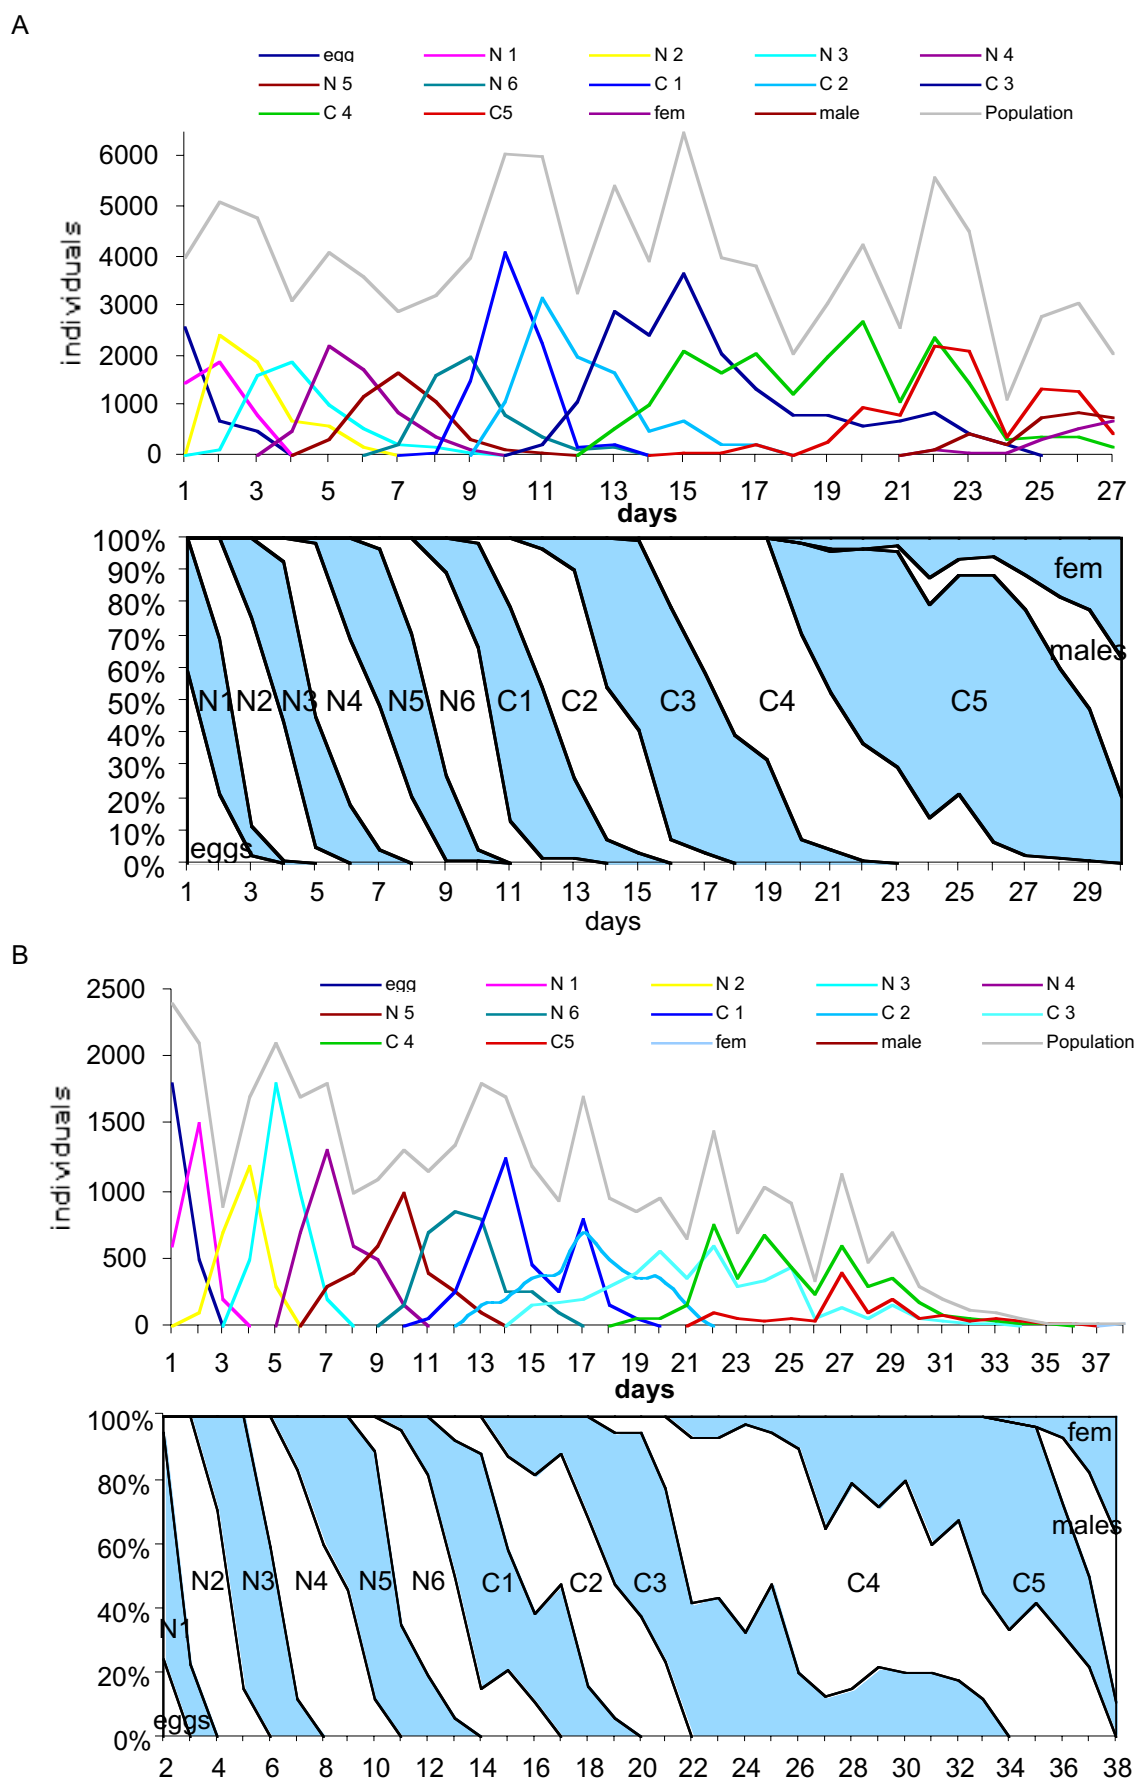 A
egg N 1 N 2 N 3 N 4
N 5 N 6 C 1 C 2 C 3
C 4 C5 fem male Population
individuals
6000
5000
4000
3000
2000
1000
0
1 3 5 7 9 11 13 15 17 19 21 23 25 27
days
100%
90%
80%
70%
60%
50%
40%
30%
20%
10%
0%
eggs N1 N2 N3 N4 N5 N6 C1 C2 C3 C4 C5 males fem
1 3 5 7 9 11 13 15 17 19 21 23 25 27 29
days
B
egg N 1 N 2 N 3 N 4
N 5 N 6 C 1 C 2 C 3
C 4 C5 fem male Population
individuals
2500
2000
1500
1000
500
0
1 3 5 7 9 11 13 15 17 19 21 23 25 27 29 31 33 35 37
days
100%
80%
60%
40%
20%
0%
eggs N1 N2 N3 N4 N5 N6 C1 C2 C3 C4 C5 males fem
2 4 6 8 10 12 14 16 18 20 22 24 26 28 30 32 34 36 38